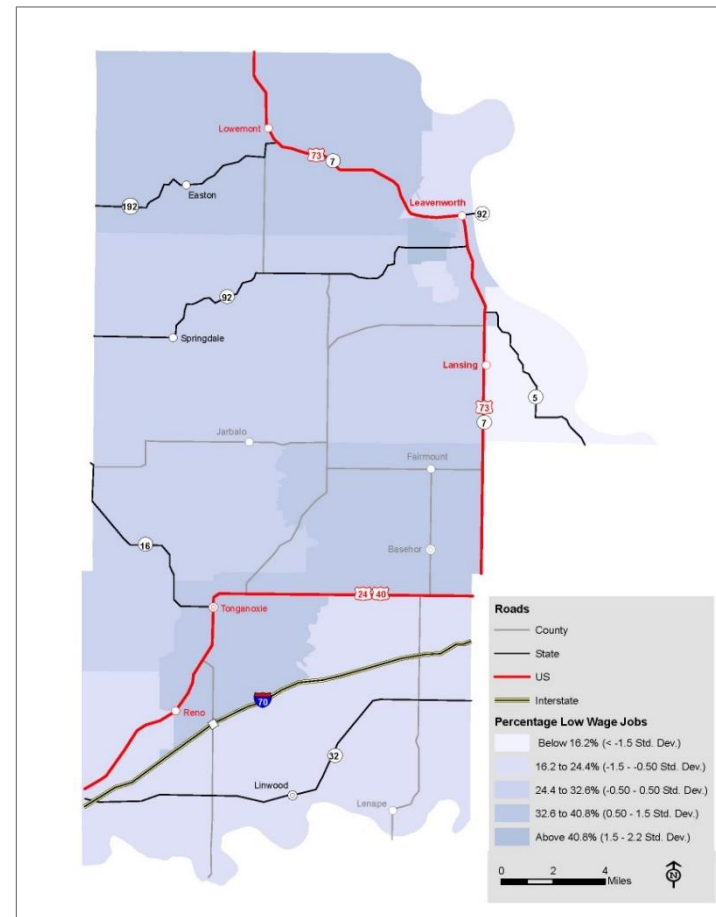 Lowemont
73
7
Easton
192
Leavenworth
92
92
Springdale
Lansing
73
7
5
Jarbalo
Fairmount
Basehor
16
24 40
Tonganoxie
70
Reno
32
Linwood
Lenape
Roads
County
State
US
Interstate
Percentage Low Wage Jobs
Below 16.2% (< -1.5 Std. Dev.)
16.2 to 24.4% (-1.5 - -0.50 Std. Dev.)
24.4 to 32.6% (-0.50 - 0.50 Std. Dev.)
32.6 to 40.8% (0.50 - 1.5 Std. Dev.)
Above 40.8% (1.5 - 2.2 Std. Dev.)
0 2 4
Miles
N